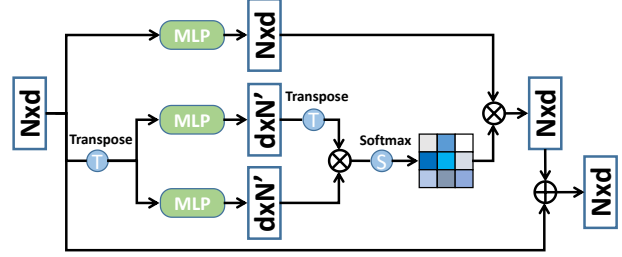 MLP
Nxd
Nxd
Transpose
T
MLP
dxN'
Transpose
T
Softmax
S
MLP
dxN'
Nxd
Nxd